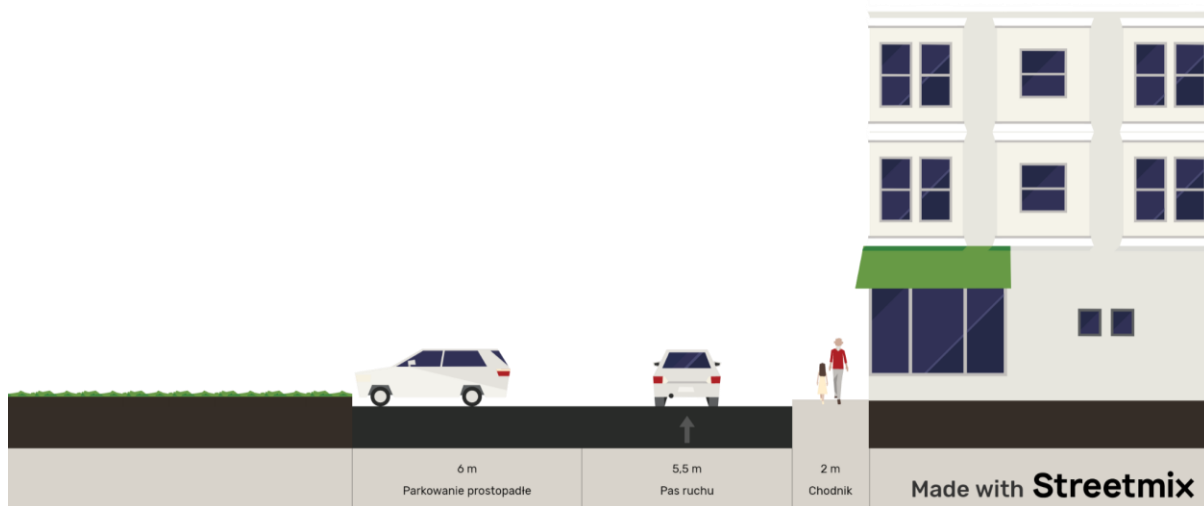 6 m
Parkowanie prostopadłe
5,5 m
Pas ruchu
2 m
Chodnik
Made with Streetmix